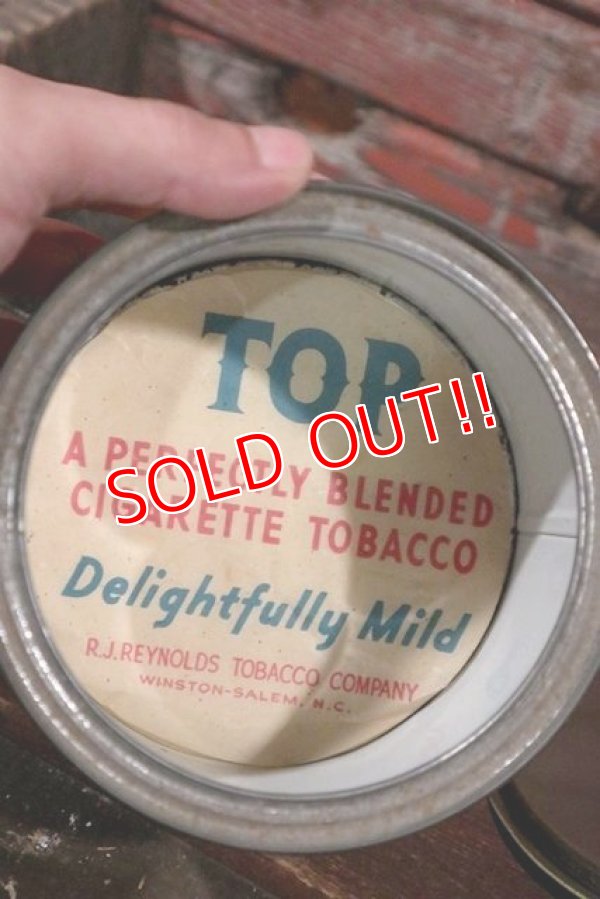 TOP
A PERFECTLY BLENDED
CIGARETTE TOBACCO
SOLD OUT!!
Delightfully Mild
R.J. REYNOLDS TOBACCO COMPANY
WINSTON-SALEM, N.C.